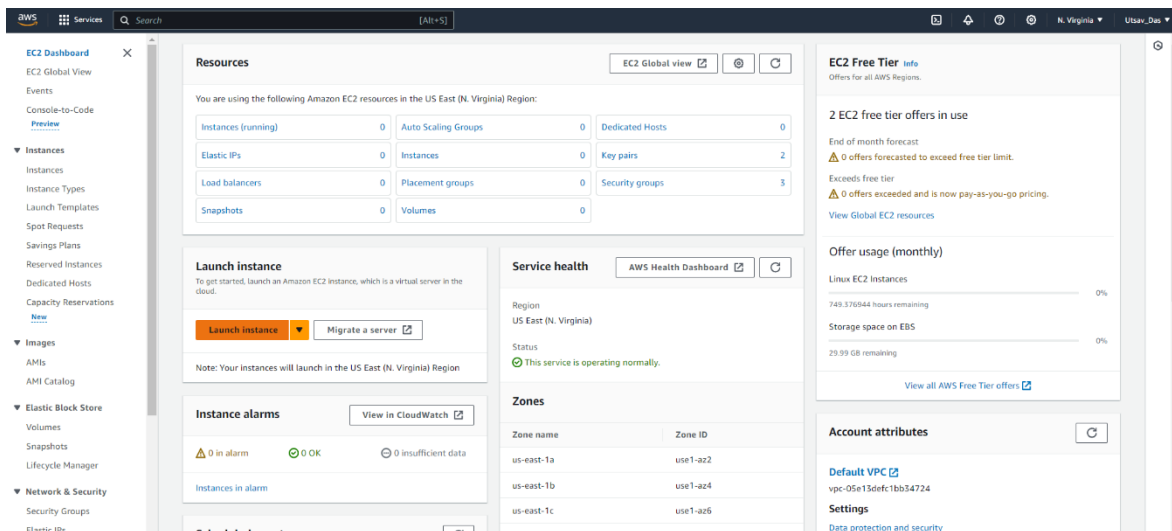 aws
Services
Search
[Alt+S]
N. Virginia
Utsav_Das
EC2 Dashboard
EC2 Global View
Events
Console-to-Code
Preview
Instances
Instances
Instance Types
Launch Templates
Spot Requests
Savings Plans
Reserved Instances
Dedicated Hosts
Capacity Reservations
New
Images
AMIs
AMI Catalog
Elastic Block Store
Volumes
Snapshots
Lifecycle Manager
Network & Security
Security Groups
Elastic IPs
Resources
EC2 Global view
You are using the following Amazon EC2 resources in the US East (N. Virginia) Region:
Instances (running) 0
Auto Scaling Groups 0
Dedicated Hosts 0
Elastic IPs 0
Instances 0
Key pairs 2
Load balancers 0
Placement groups 0
Security groups 3
Snapshots 0
Volumes 0
Launch instance
To get started, launch an Amazon EC2 instance, which is a virtual server in the
cloud.
Launch instance
Migrate a server
Note: Your instances will launch in the US East (N. Virginia) Region
Instance alarms
View in CloudWatch
0 in alarm
0 OK
0 insufficient data
Instances in alarm
Service health
AWS Health Dashboard
Region
US East (N. Virginia)
Status
This service is operating normally.
Zones
Zone name Zone ID
us-east-1a use1-az2
us-east-1b use1-az4
us-east-1c use1-az6
EC2 Free Tier Info
Offers for all AWS Regions.
2 EC2 free tier offers in use
End of month forecast
0 offers forecasted to exceed free tier limit.
Exceeds free tier
0 offers exceeded and is now pay-as-you-go pricing.
View Global EC2 resources
Offer usage (monthly)
Linux EC2 Instances
0%
749.376944 hours remaining
Storage space on EBS
0%
29.99 GB remaining
View all AWS Free Tier offers
Account attributes
Default VPC
vpc-05e13defc1bb34724
Settings
Data protection and security